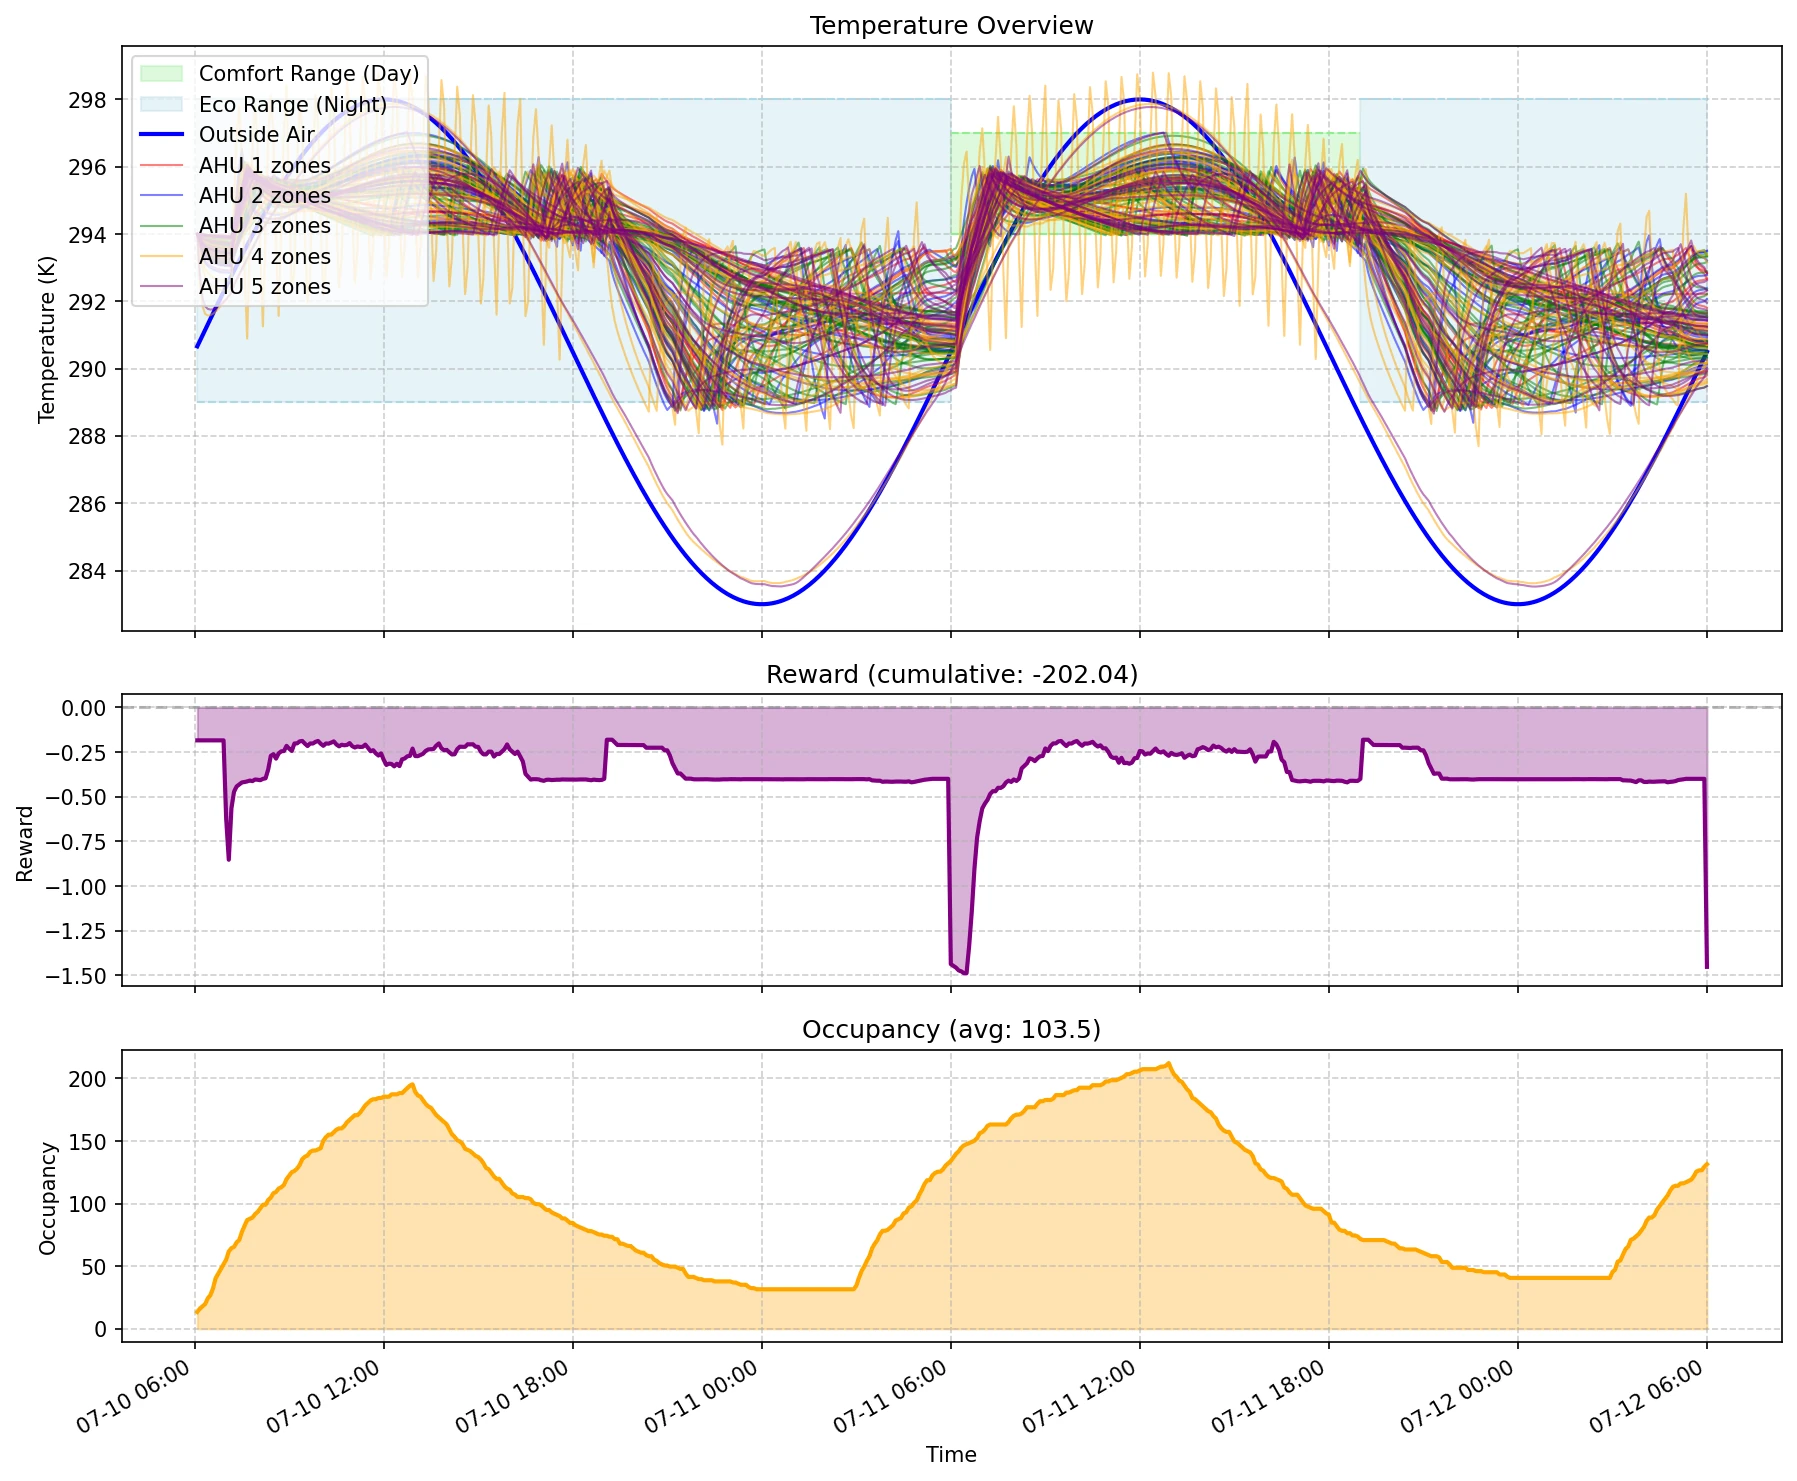 Temperature Overview
Comfort Range (Day)
Eco Range (Night)
Outside Air
AHU 1 zones
AHU 2 zones
AHU 3 zones
AHU 4 zones
AHU 5 zones
Temperature (K)
298
296
294
292
290
288
286
284
Reward (cumulative: -202.04)
Reward
0.00
−0.25
−0.50
−0.75
−1.00
−1.25
−1.50
Occupancy (avg: 103.5)
Occupancy
200
150
100
50
0
07-10 06:00
07-10 12:00
07-10 18:00
07-11 00:00
07-11 06:00
07-11 12:00
07-11 18:00
07-12 00:00
07-12 06:00
Time